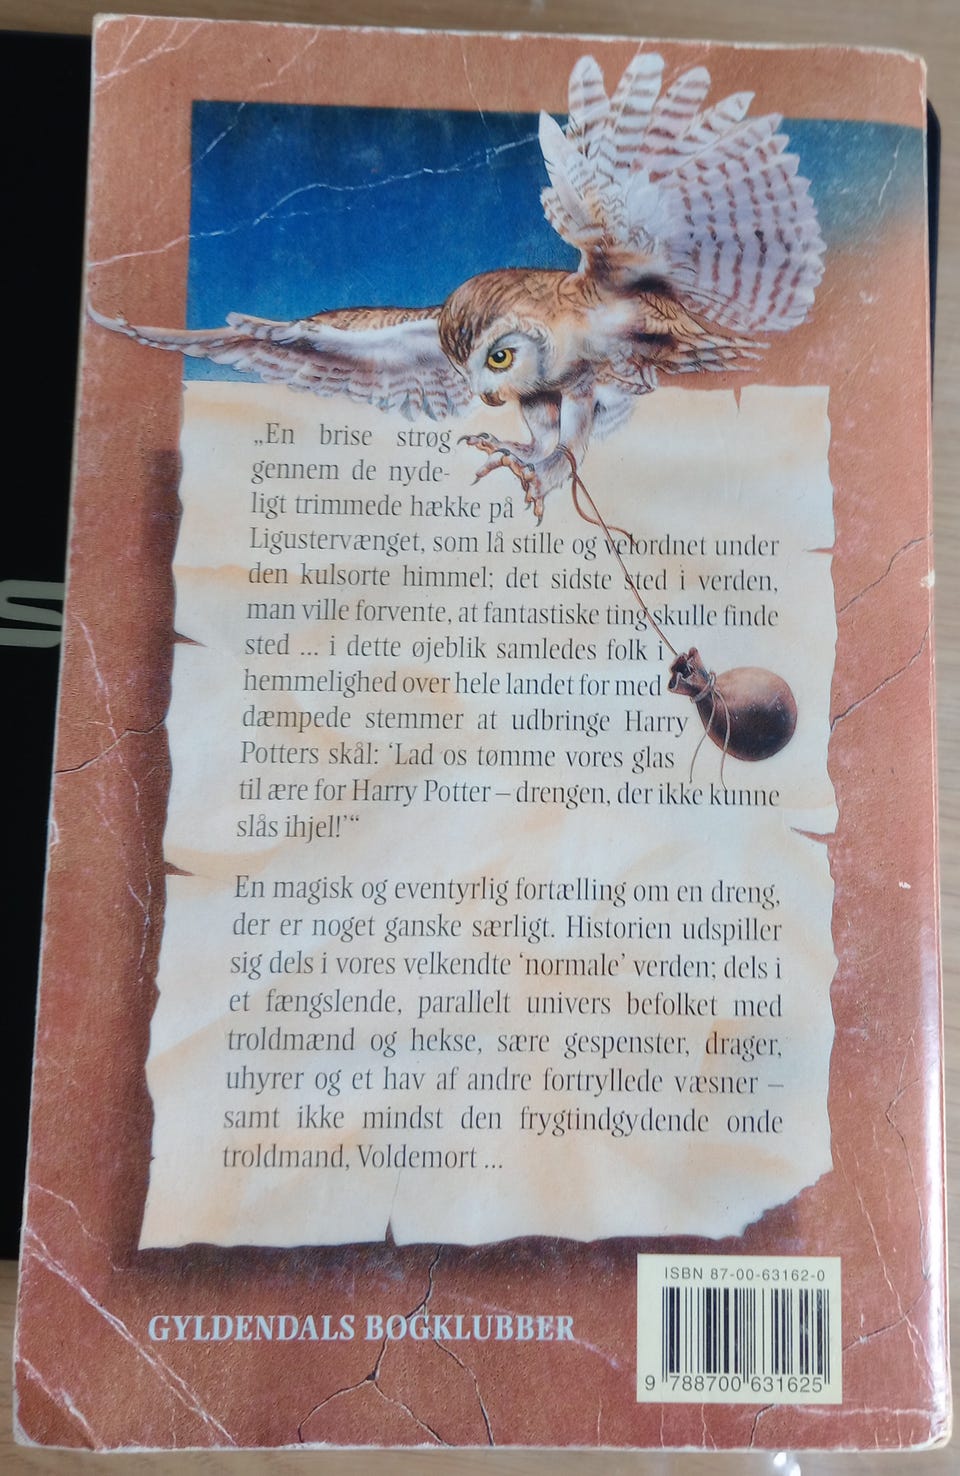 „En brise strøg
gennem de nyde-
ligt trimmede hække på
Ligustervænget, som lå stille og velordnet under
den kulsorte himmel; det sidste sted i verden,
man ville forvente, at fantastiske ting skulle finde
sted ... i dette øjeblik samledes folk i
hemmelighed over hele landet for med
dæmpede stemmer at udbringe Harry
Potters skål: ‘Lad os tømme vores glas
til ære for Harry Potter – drengen, der ikke kunne
slås ihjel!’“
En magisk og eventyrlig fortælling om en dreng,
der er noget ganske særligt. Historien udspiller
sig dels i vores velkendte ‘normale’ verden; dels i
et fængslende, parallelt univers befolket med
troldmænd og hekse, sære gespenster, drager,
uhyrer og et hav af andre fortryllede væsner –
samt ikke mindst den frygtindgydende onde
troldmand, Voldemort ...
GYLDENDALS BOGKLUBBER
ISBN 87-00-63162-0
9 788700 631625